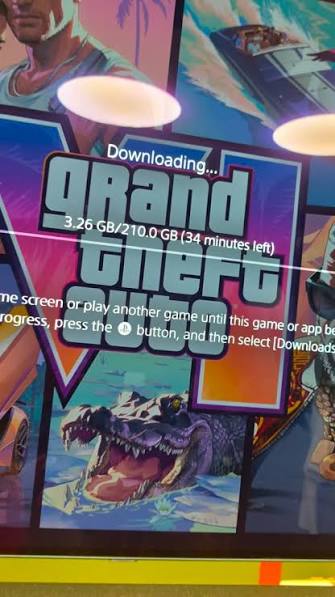 Downloading...
grand
3.26 GB/210.0 GB (34 minutes left)
theft
me screen or play another game until this game or app be
rogress, press the button, and then select [Downloads
auto
VI